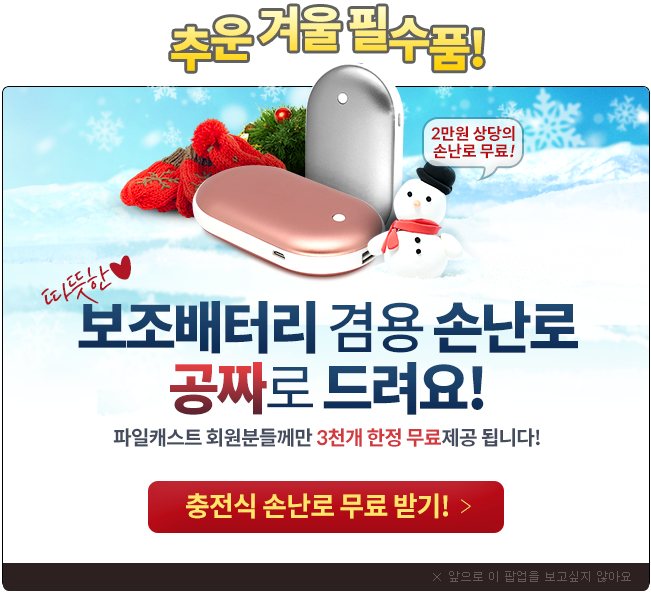 추운 겨울 필수품!
2만원 상당의
손난로 무료!
따뜻한
보조배터리 겸용 손난로
공짜로 드려요!
파일캐스트 회원분들께만 3천개 한정 무료제공 됩니다!
충전식 손난로 무료 받기! >
× 앞으로 이 팝업을 보고싶지 않아요